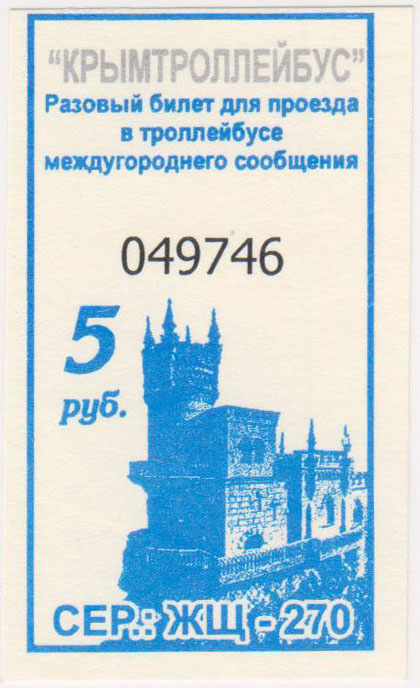 "КРЫМТРОЛЛЕЙБУС"
Разовый билет для проезда
в троллейбусе
междугороднего сообщения
049746
5
руб.
СЕР.: ЖЩ - 270